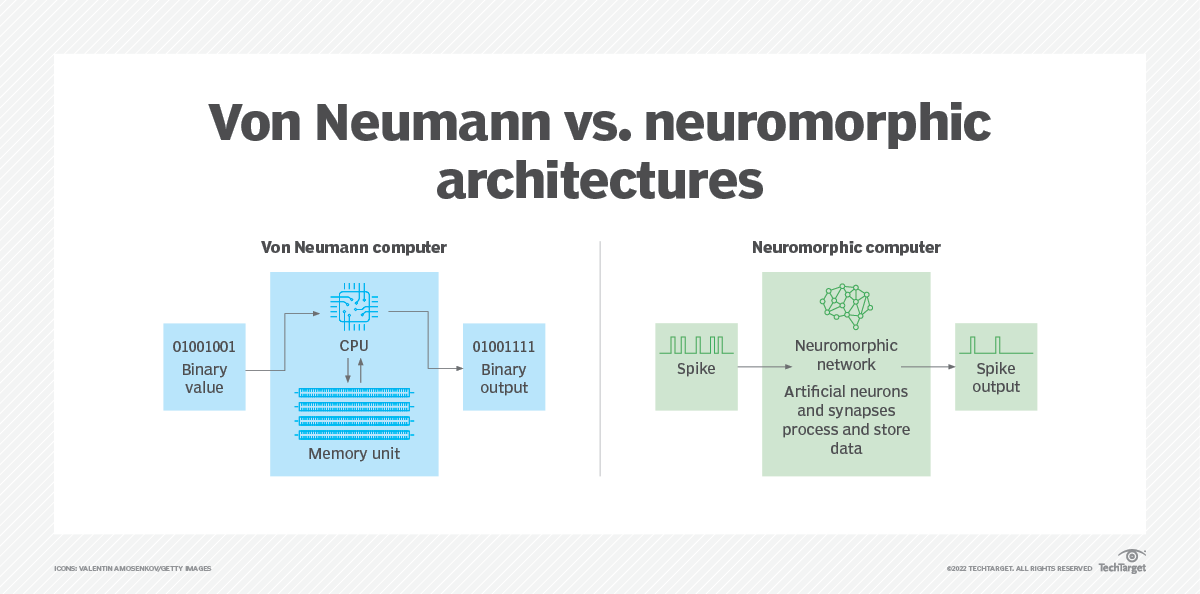 Von Neumann vs. neuromorphic
architectures
Von Neumann computer
01001001
Binary
value
CPU
Memory unit
01001111
Binary
output
Neuromorphic computer
Spike
Neuromorphic
network
Artificial neurons
and synapses
process and store
data
Spike
output
ICONS: VALENTIN AMOSENKOV/GETTY IMAGES
©2022 TECHTARGET. ALL RIGHTS RESERVED
TechTarget